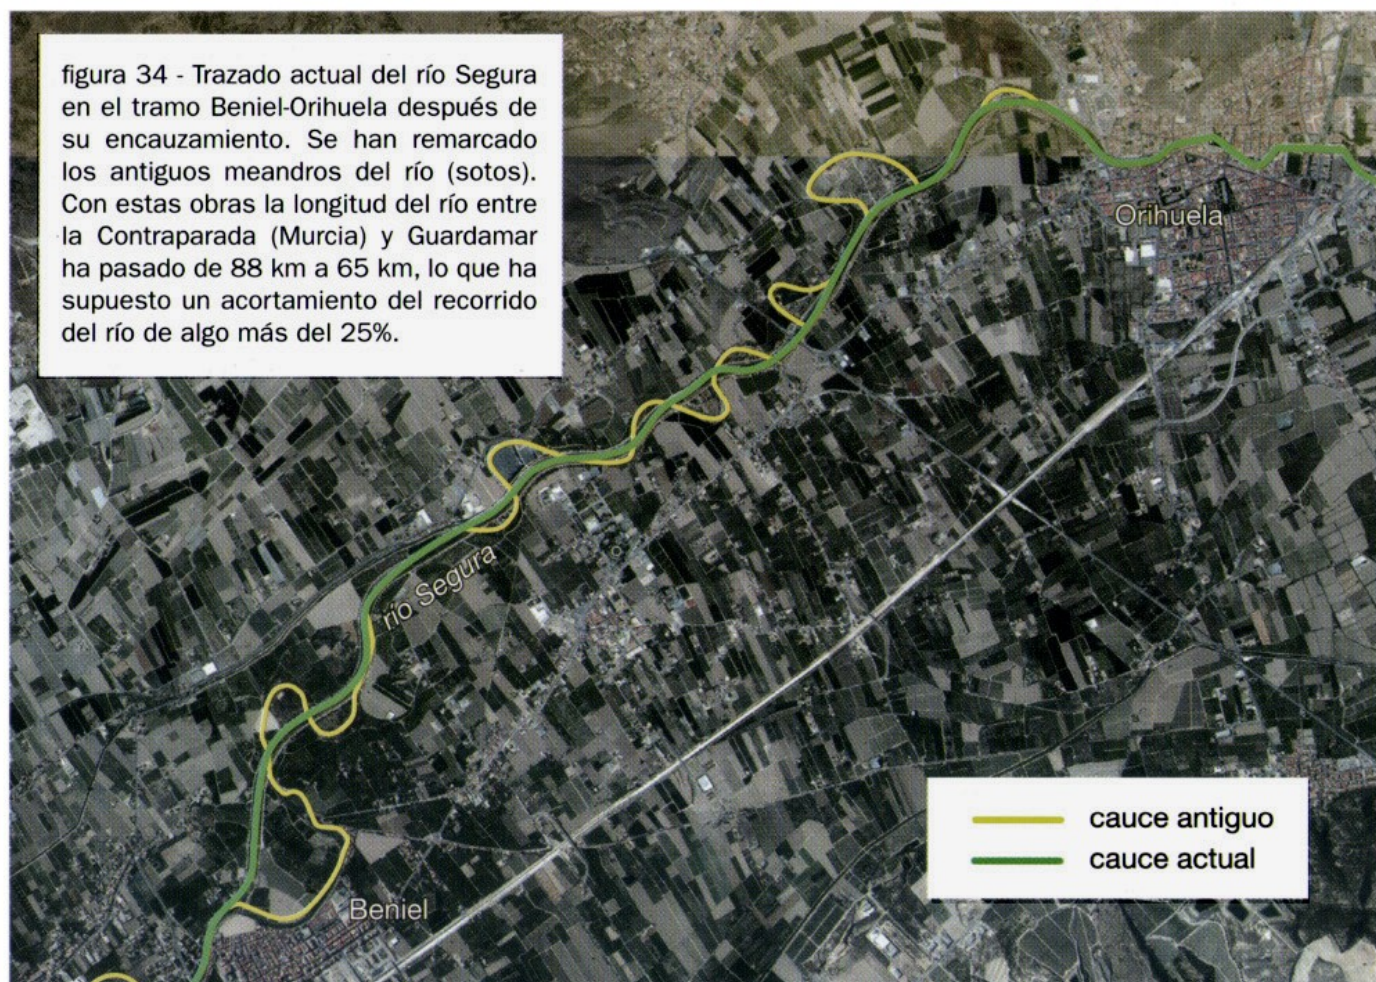 figura 34 - Trazado actual del río Segura
en el tramo Beniel-Orihuela después de
su encauzamiento. Se han remarcado
los antiguos meandros del río (sotos).
Con estas obras la longitud del río entre
la Contraparada (Murcia) y Guardamar
ha pasado de 88 km a 65 km, lo que ha
supuesto un acortamiento del recorrido
del río de algo más del 25%.
Orihuela
río Segura
Beniel
cauce antiguo
cauce actual